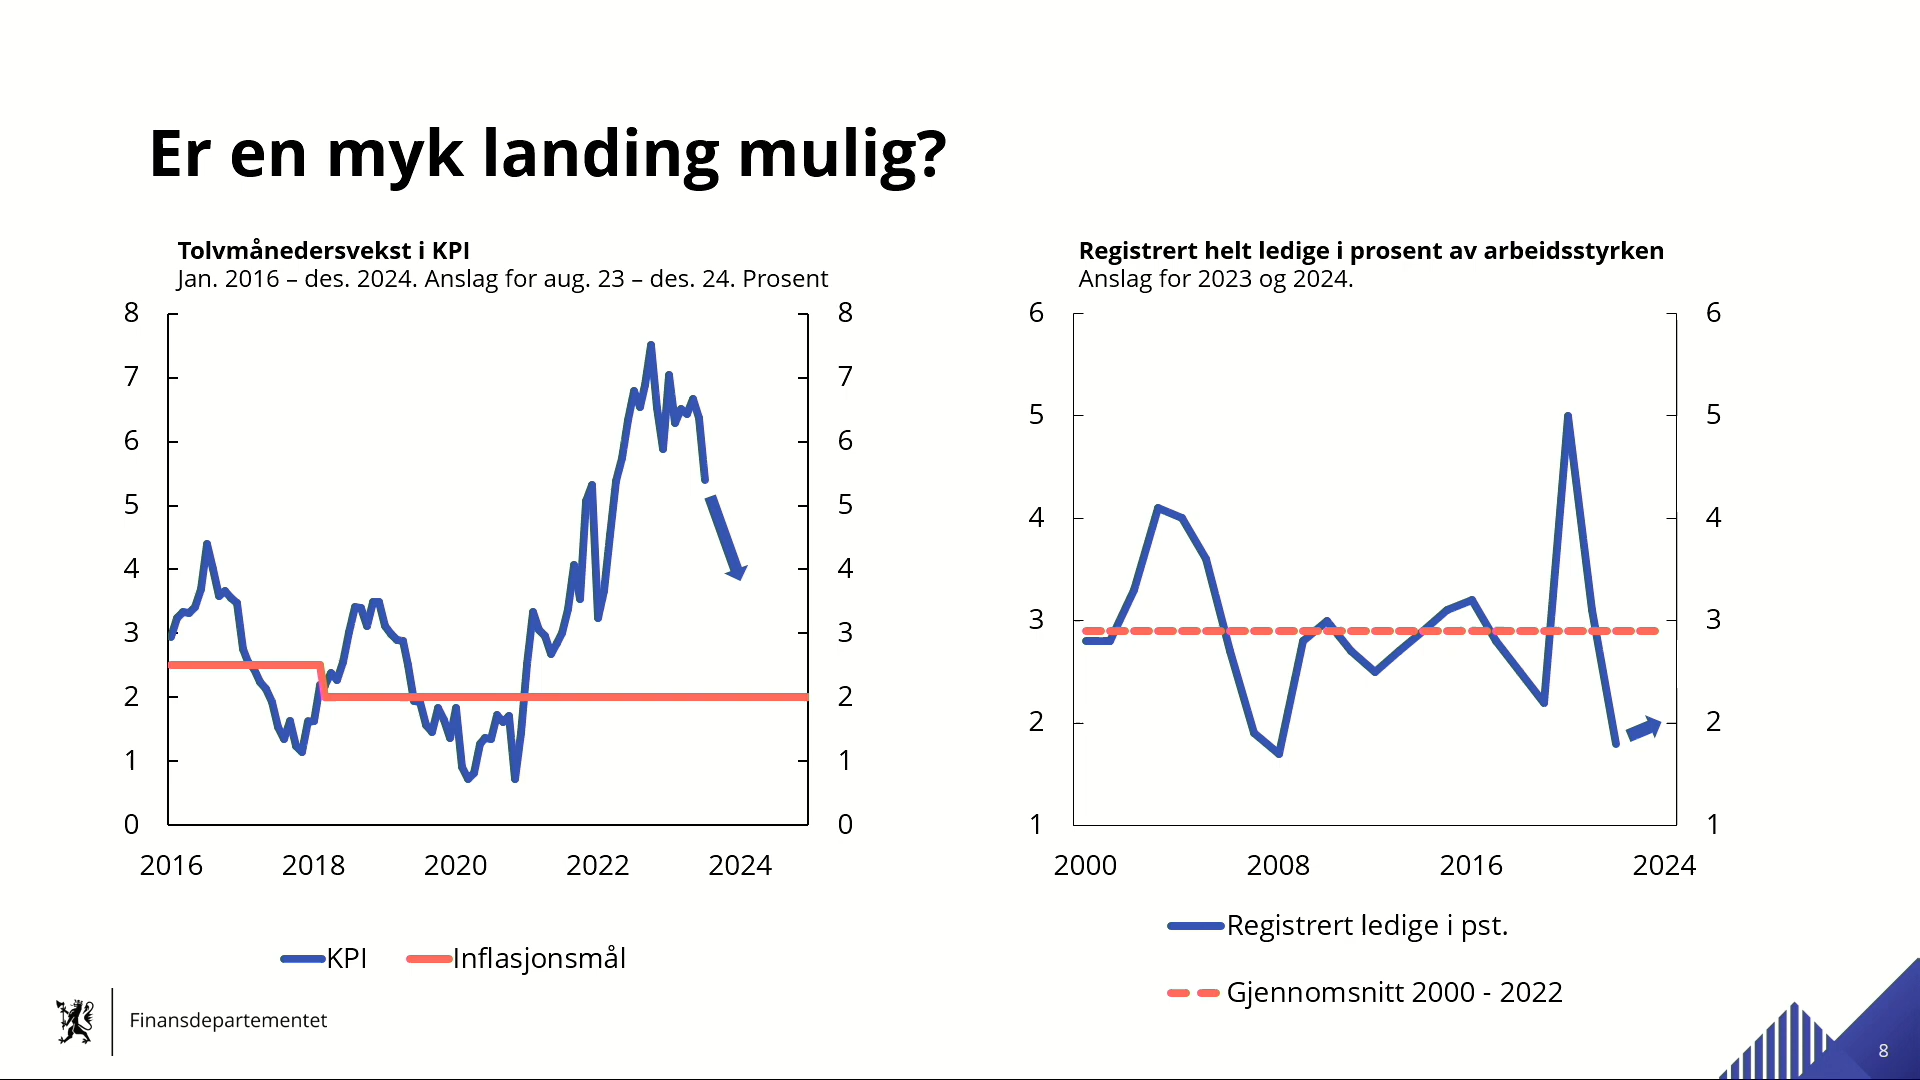 Er en myk landing mulig?
Tolvmånedersvekst i KPI
Jan. 2016 – des. 2024. Anslag for aug. 23 – des. 24. Prosent
8 8
7 7
6 6
5 5
4 4
3 3
2 2
1 1
0 0
2016 2018 2020 2022 2024
KPI Inflasjonsmål
Registrert helt ledige i prosent av arbeidsstyrken
Anslag for 2023 og 2024.
6 6
5 5
4 4
3 3
2 2
1 1
2000 2008 2016 2024
Registrert ledige i pst.
Gjennomsnitt 2000 - 2022
Finansdepartementet
8